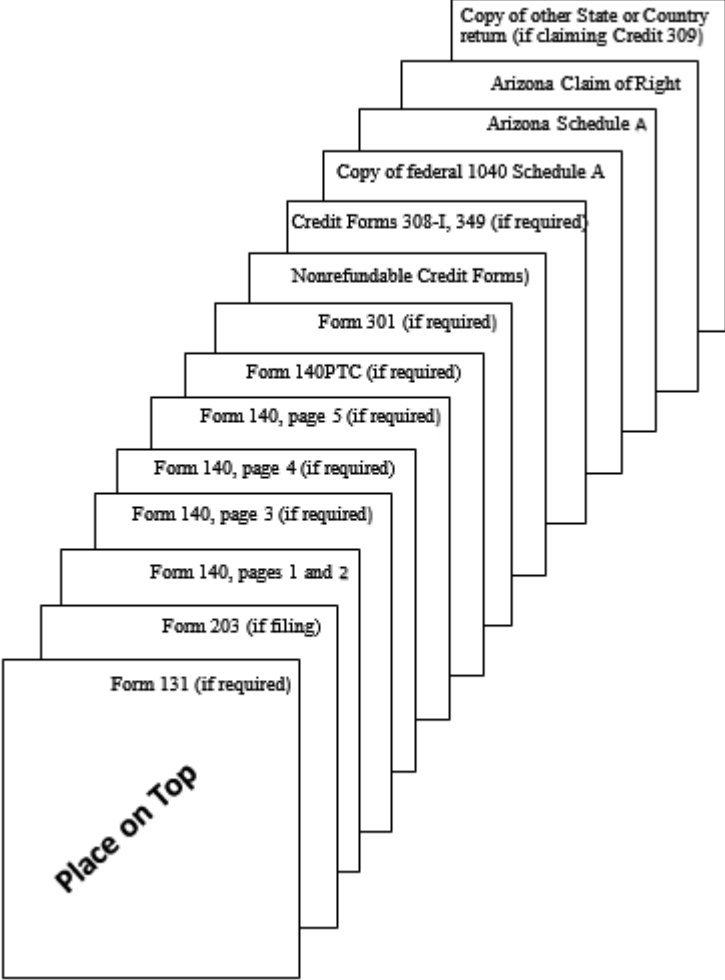 Copy of other State or Country
return (if claiming Credit 309)
Arizona Claim of Right
Arizona Schedule A
Copy of federal 1040 Schedule A
Credit Forms 308-I, 349 (if required)
Nonrefundable Credit Forms)
Form 301 (if required)
Form 140PTC (if required)
Form 140, page 5 (if required)
Form 140, page 4 (if required)
Form 140, page 3 (if required)
Form 140, pages 1 and 2
Form 203 (if filing)
Form 131 (if required)
Place on Top